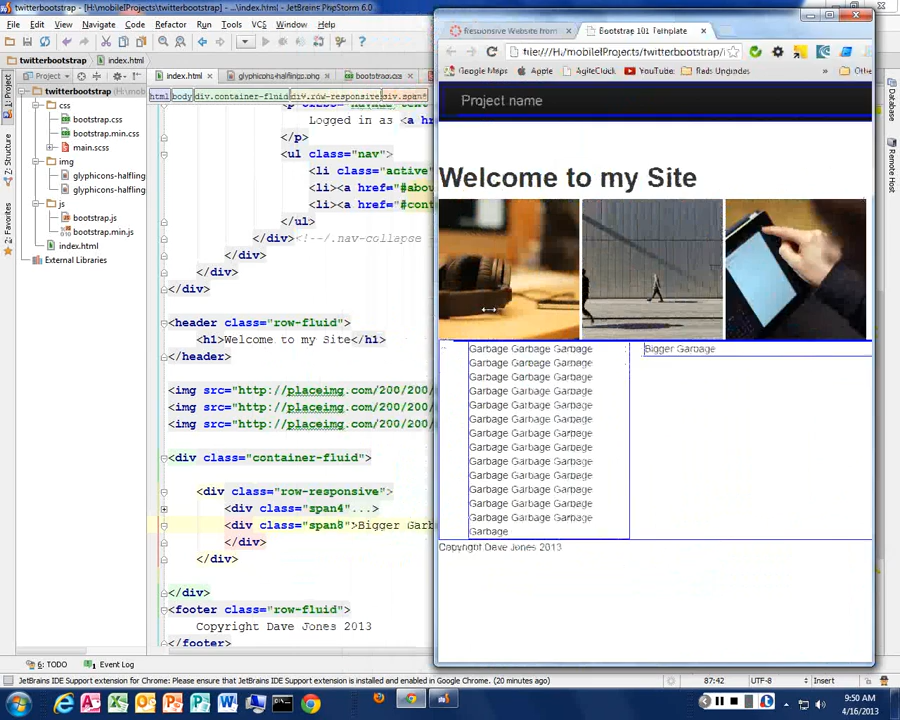 twitterbootstrap - [H:\mobileProjects\twitterbootstrap] - ...\index.html - JetBrains PhpStorm 6.0
File Edit View Navigate Code Refactor Run Tools VCS Window Help
twitterbootstrap index.html
Project
index.html
glyphicons-halflings.png
bootstrap.css
html body div.container-fluid div.row-responsive div.span8
twitterbootstrap
css
bootstrap.css
bootstrap.min.css
main.scss
img
glyphicons-halfling
glyphicons-halfling
js
bootstrap.js
bootstrap.min.js
index.html
External Libraries
1: Project
Z: Structure
2: Favorites
Database
Remote Host
Logged in as <a h
</p>
<ul class="nav">
<li class="active
<li><a href="#abou
<li><a href="#cont
</ul>
</div><!--/.nav-collapse
</div>
</div>
</div>
<header class="row-fluid">
<h1>Welcome to my Site</h1>
</header>
<img src="http://placeimg.com/200/200/
<img src="http://placeimg.com/200/200/
<img src="http://placeimg.com/200/200/
<div class="container-fluid">
<div class="row-responsive">
<div class="span4"...>
<div class="span8">Bigger Garb
</div>
</div>
</div>
<footer class="row-fluid">
Copyright Dave Jones 2013
</footer>
Responsive Website from
Bootstrap 101 Template
file:///H:/mobileProjects/twitterbootstrap/i
Google Maps Apple AgileClick YouTube Regulations » Other bookmarks
Project name
Welcome to my Site
Garbage Garbage Garbage
Garbage Garbage Garbage
Garbage Garbage Garbage
Garbage Garbage Garbage
Garbage Garbage Garbage
Garbage Garbage Garbage
Garbage Garbage Garbage
Garbage Garbage Garbage
Garbage Garbage Garbage
Garbage Garbage Garbage
Garbage Garbage Garbage
Garbage Garbage Garbage
Garbage Garbage Garbage
Garbage
Bigger Garbage
Copyright Dave Jones 2013
6: TODO Event Log
JetBrains IDE Support extension for Chrome: Please ensure that JetBrains IDE Support extension is installed and enabled in Google Chrome (20 minutes ago)
87:42 UTF-8 Insert
9:50 AM
4/16/2013